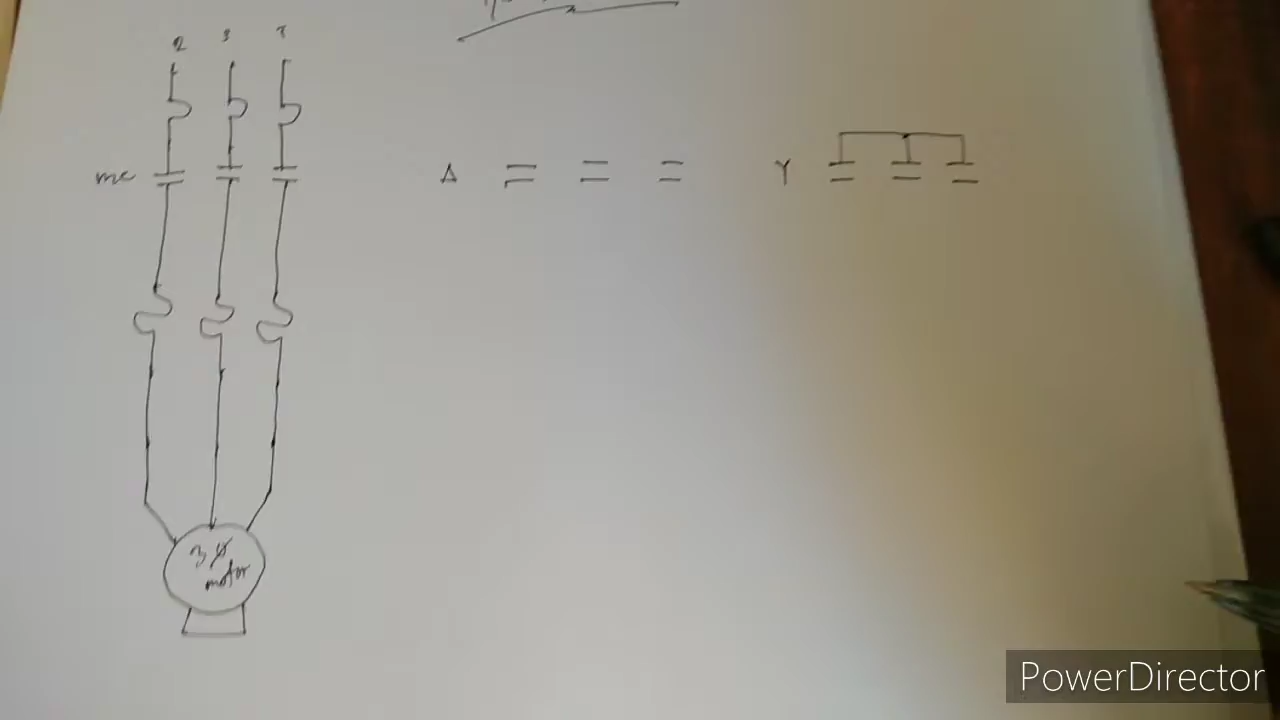 mc
Δ
Y
3 Ø
motor
PowerDirector